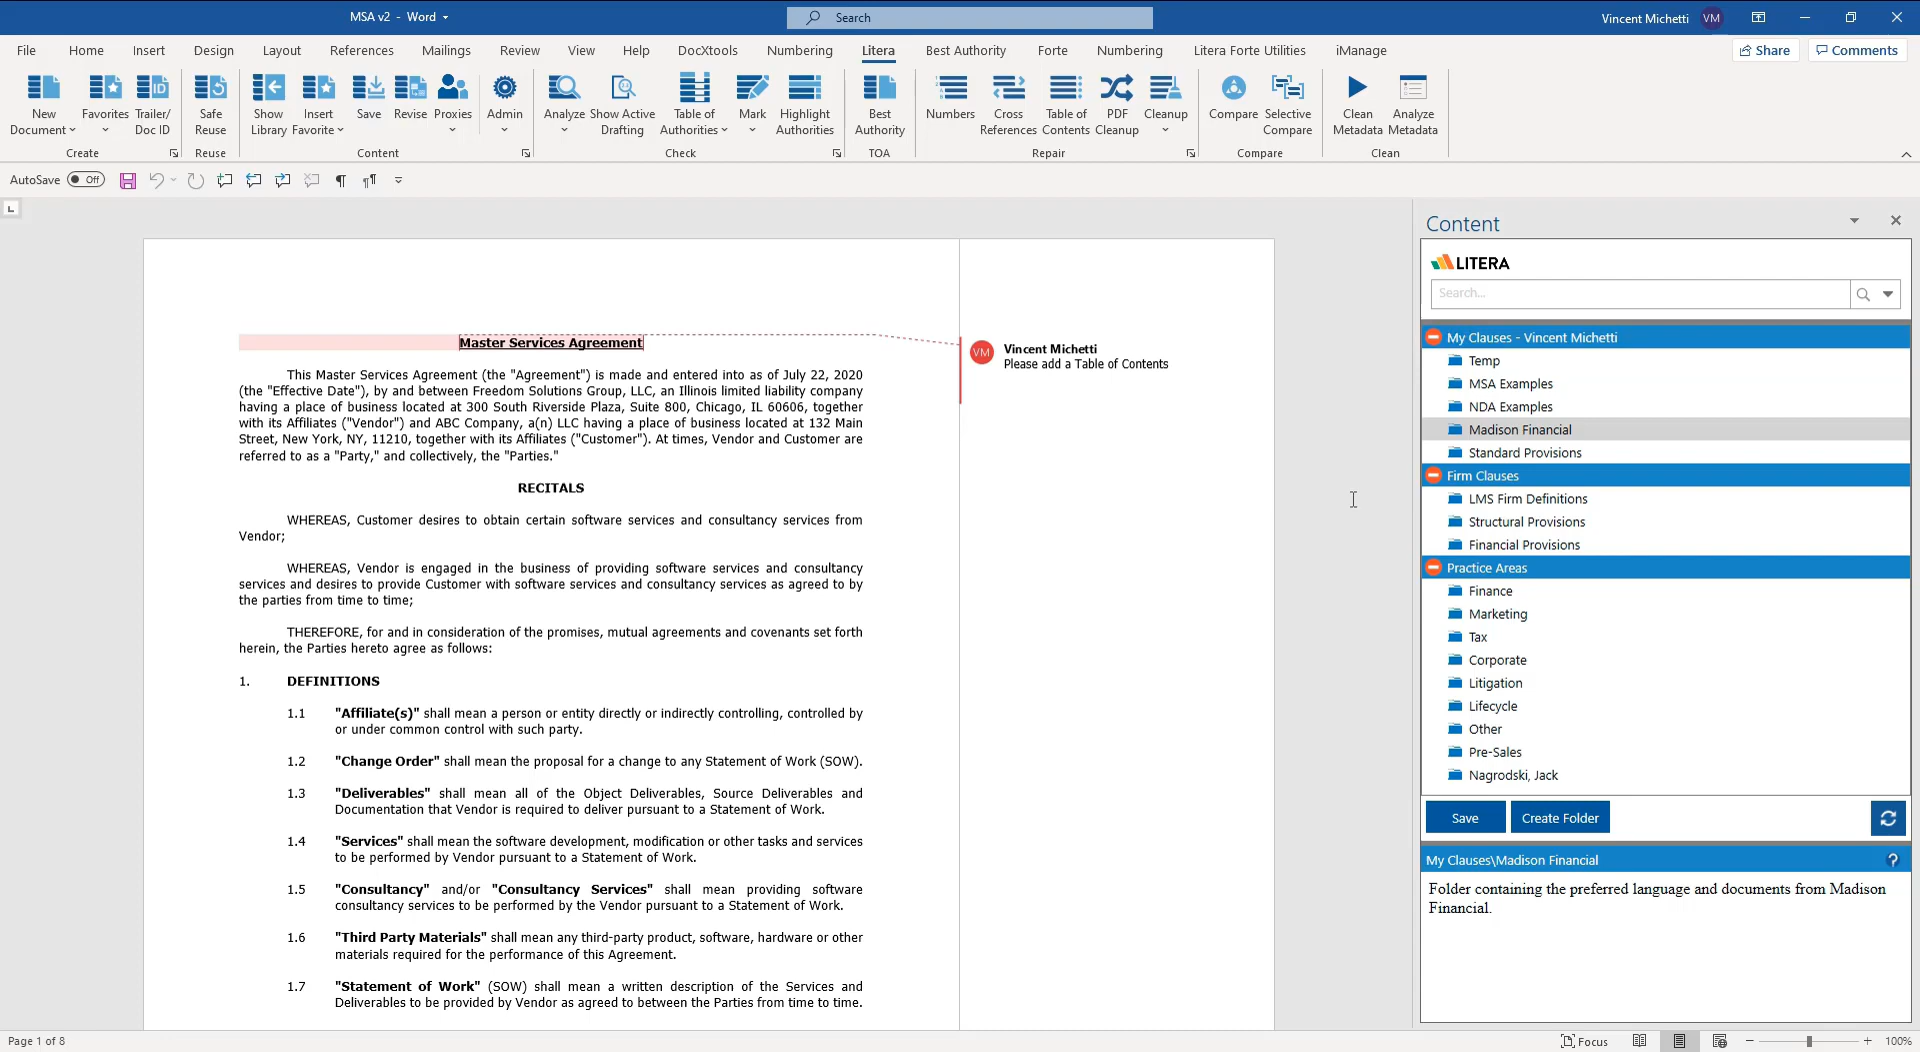 MSA v2 - Word
Search
Vincent Michetti VM
File Home Insert Design Layout References Mailings Review View Help DocXtools Numbering Litera Best Authority Forte Numbering Litera Forte Utilities iManage Share Comments
New Document
Favorites
Trailer/ Doc ID
Create
Safe Reuse
Reuse
Show Library
Insert Favorite
Save
Revise
Proxies
Admin
Content
Analyze
Show Active Drafting
Table of Authorities
Mark
Highlight Authorities
Check
Best Authority
TOA
Numbers
Cross References
Table of Contents
PDF Cleanup
Cleanup
Repair
Compare
Selective Compare
Compare
Clean Metadata
Analyze Metadata
Clean
AutoSave Off
Master Services Agreement
This Master Services Agreement (the "Agreement") is made and entered into as of July 22, 2020
(the "Effective Date"), by and between Freedom Solutions Group, LLC, an Illinois limited liability company
having a place of business located at 300 South Riverside Plaza, Suite 800, Chicago, IL 60606, together
with its Affiliates ("Vendor") and ABC Company, a(n) LLC having a place of business located at 132 Main
Street, New York, NY, 11210, together with its Affiliates ("Customer"). At times, Vendor and Customer are
referred to as a "Party," and collectively, the "Parties."
RECITALS
WHEREAS, Customer desires to obtain certain software services and consultancy services from
Vendor;
WHEREAS, Vendor is engaged in the business of providing software services and consultancy
services and desires to provide Customer with software services and consultancy services as agreed to by
the parties from time to time;
THEREFORE, for and in consideration of the promises, mutual agreements and covenants set forth
herein, the Parties hereto agree as follows:
1. DEFINITIONS
1.1 "Affiliate(s)" shall mean a person or entity directly or indirectly controlling, controlled by
or under common control with such party.
1.2 "Change Order" shall mean the proposal for a change to any Statement of Work (SOW).
1.3 "Deliverables" shall mean all of the Object Deliverables, Source Deliverables and
Documentation that Vendor is required to deliver pursuant to a Statement of Work.
1.4 "Services" shall mean the software development, modification or other tasks and services
to be performed by Vendor pursuant to a Statement of Work.
1.5 "Consultancy" and/or "Consultancy Services" shall mean providing software
consultancy services to be performed by the Vendor pursuant to a Statement of Work.
1.6 "Third Party Materials" shall mean any third-party product, software, hardware or other
materials required for the performance of this Agreement.
1.7 "Statement of Work" (SOW) shall mean a written description of the Services and
Deliverables to be provided by Vendor as agreed to between the Parties from time to time.
VM Vincent Michetti
Please add a Table of Contents
Content
LITERA
Search...
My Clauses - Vincent Michetti
Temp
MSA Examples
NDA Examples
Madison Financial
Standard Provisions
Firm Clauses
LMS Firm Definitions
Structural Provisions
Financial Provisions
Practice Areas
Finance
Marketing
Tax
Corporate
Litigation
Lifecycle
Other
Pre-Sales
Nagrodski, Jack
Save Create Folder
My Clauses\Madison Financial ?
Folder containing the preferred language and documents from Madison
Financial.
Page 1 of 8
Focus
100%